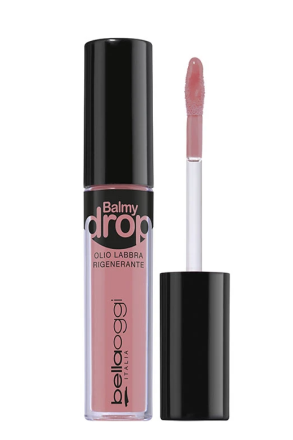 Balmy
drop
OLIO LABBRA
RIGENERANTE
bellaoggi
ITALIA